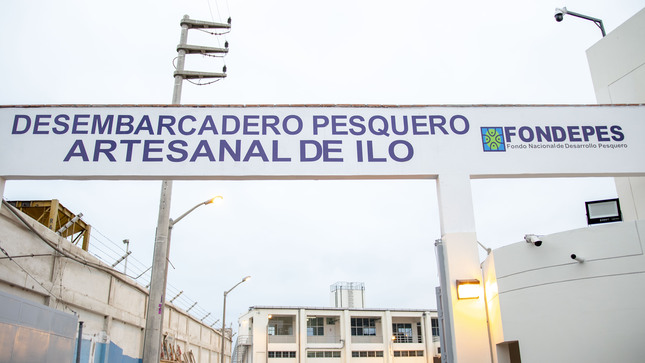 DESEMBARCADERO PESQUERO
ARTESANAL DE ILO
FONDEPES
Fondo Nacional de Desarrollo Pesquero